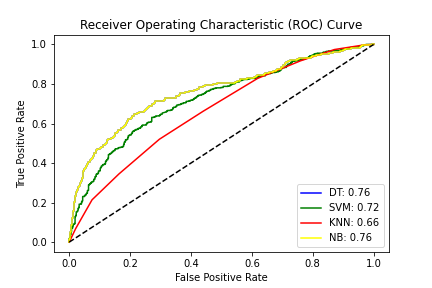 Receiver Operating Characteristic (ROC) Curve
1.0
0.8
0.6
0.4
0.2
0.0
True Positive Rate
DT: 0.76
SVM: 0.72
KNN: 0.66
NB: 0.76
0.0 0.2 0.4 0.6 0.8 1.0
False Positive Rate